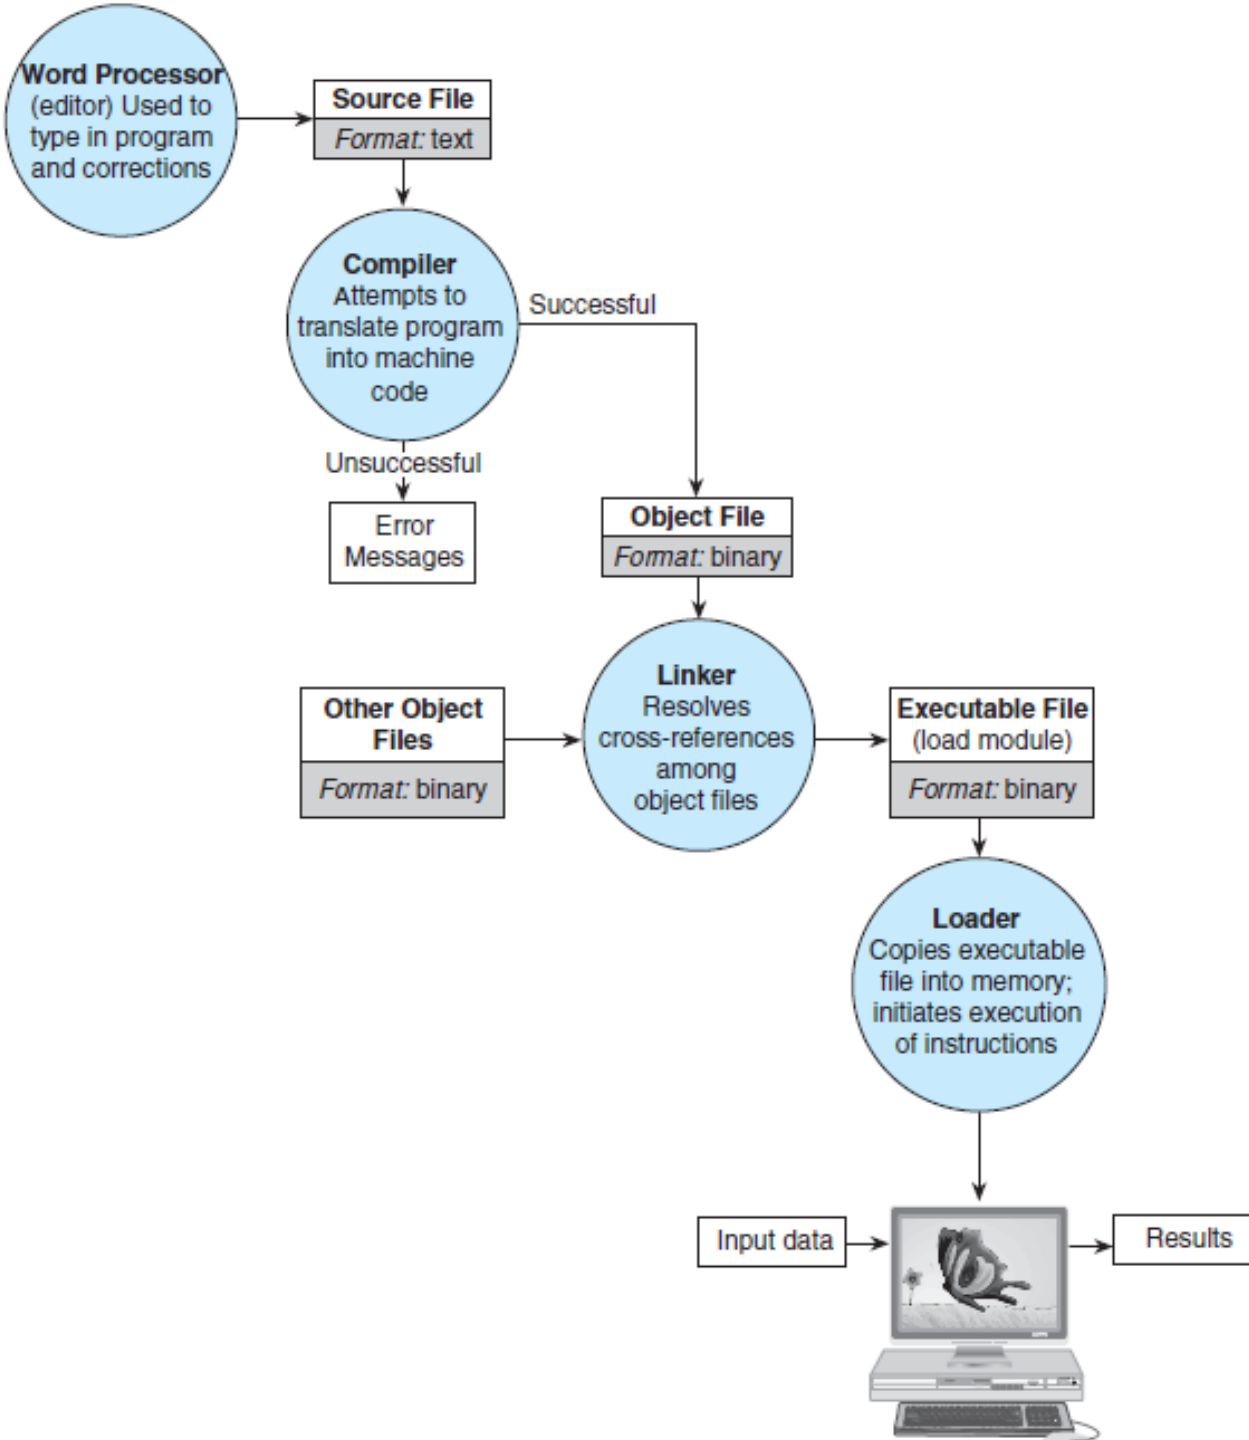 Word Processor
(editor) Used to
type in program
and corrections
Source File
Format: text
Compiler
Attempts to
translate program
into machine
code
Successful
Unsuccessful
Error
Messages
Object File
Format: binary
Linker
Resolves
cross-references
among
object files
Other Object
Files
Format: binary
Executable File
(load module)
Format: binary
Loader
Copies executable
file into memory;
initiates execution
of instructions
Input data
Results